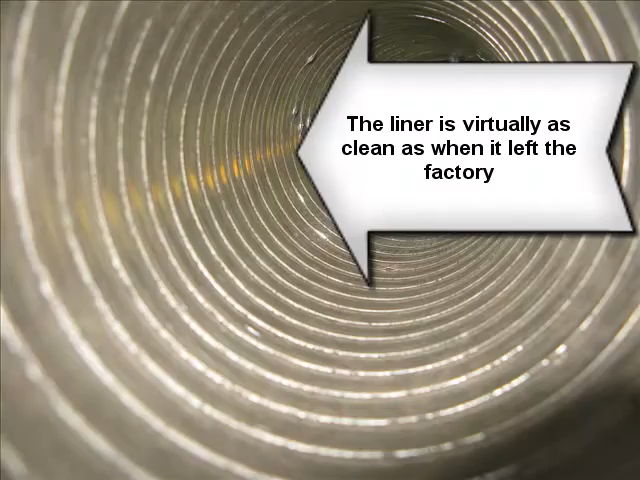 The liner is virtually as
clean as when it left the
factory